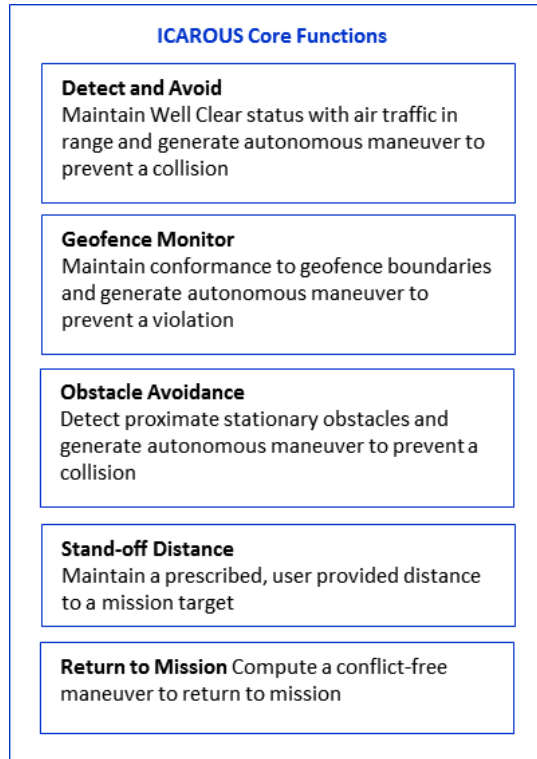 ICAROUS Core Functions
Detect and Avoid
Maintain Well Clear status with air traffic in
range and generate autonomous maneuver to
prevent a collision
Geofence Monitor
Maintain conformance to geofence boundaries
and generate autonomous maneuver to
prevent a violation
Obstacle Avoidance
Detect proximate stationary obstacles and
generate autonomous maneuver to prevent a
collision
Stand-off Distance
Maintain a prescribed, user provided distance
to a mission target
Return to Mission Compute a conflict-free
maneuver to return to mission